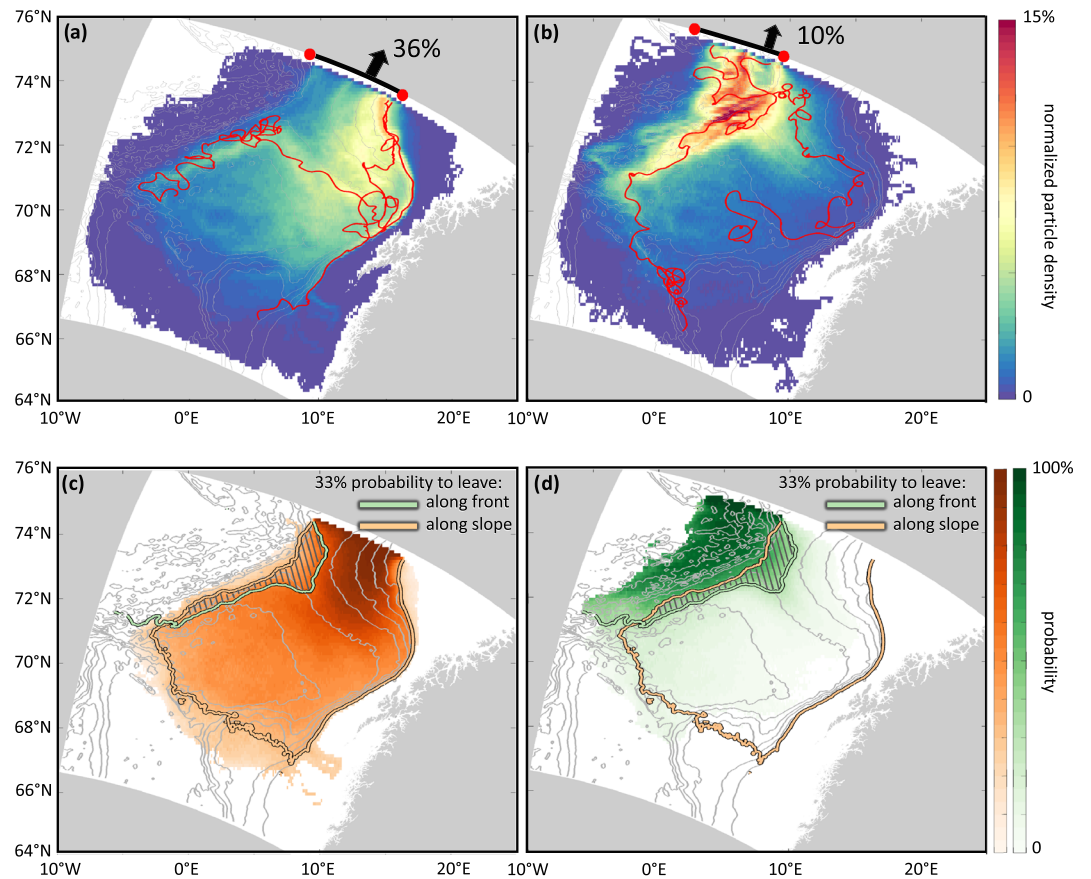 76°N
74°N
72°N
70°N
68°N
66°N
64°N
(a)
36%
10°W
0°E
10°E
20°E
(b)
10%
10°W
0°E
10°E
20°E
15%
normalized particle density
0
76°N
74°N
72°N
70°N
68°N
66°N
64°N
(c)
33% probability to leave:
along front
along slope
10°W
0°E
10°E
20°E
(d)
33% probability to leave:
along front
along slope
10°W
0°E
10°E
20°E
100%
probability
0